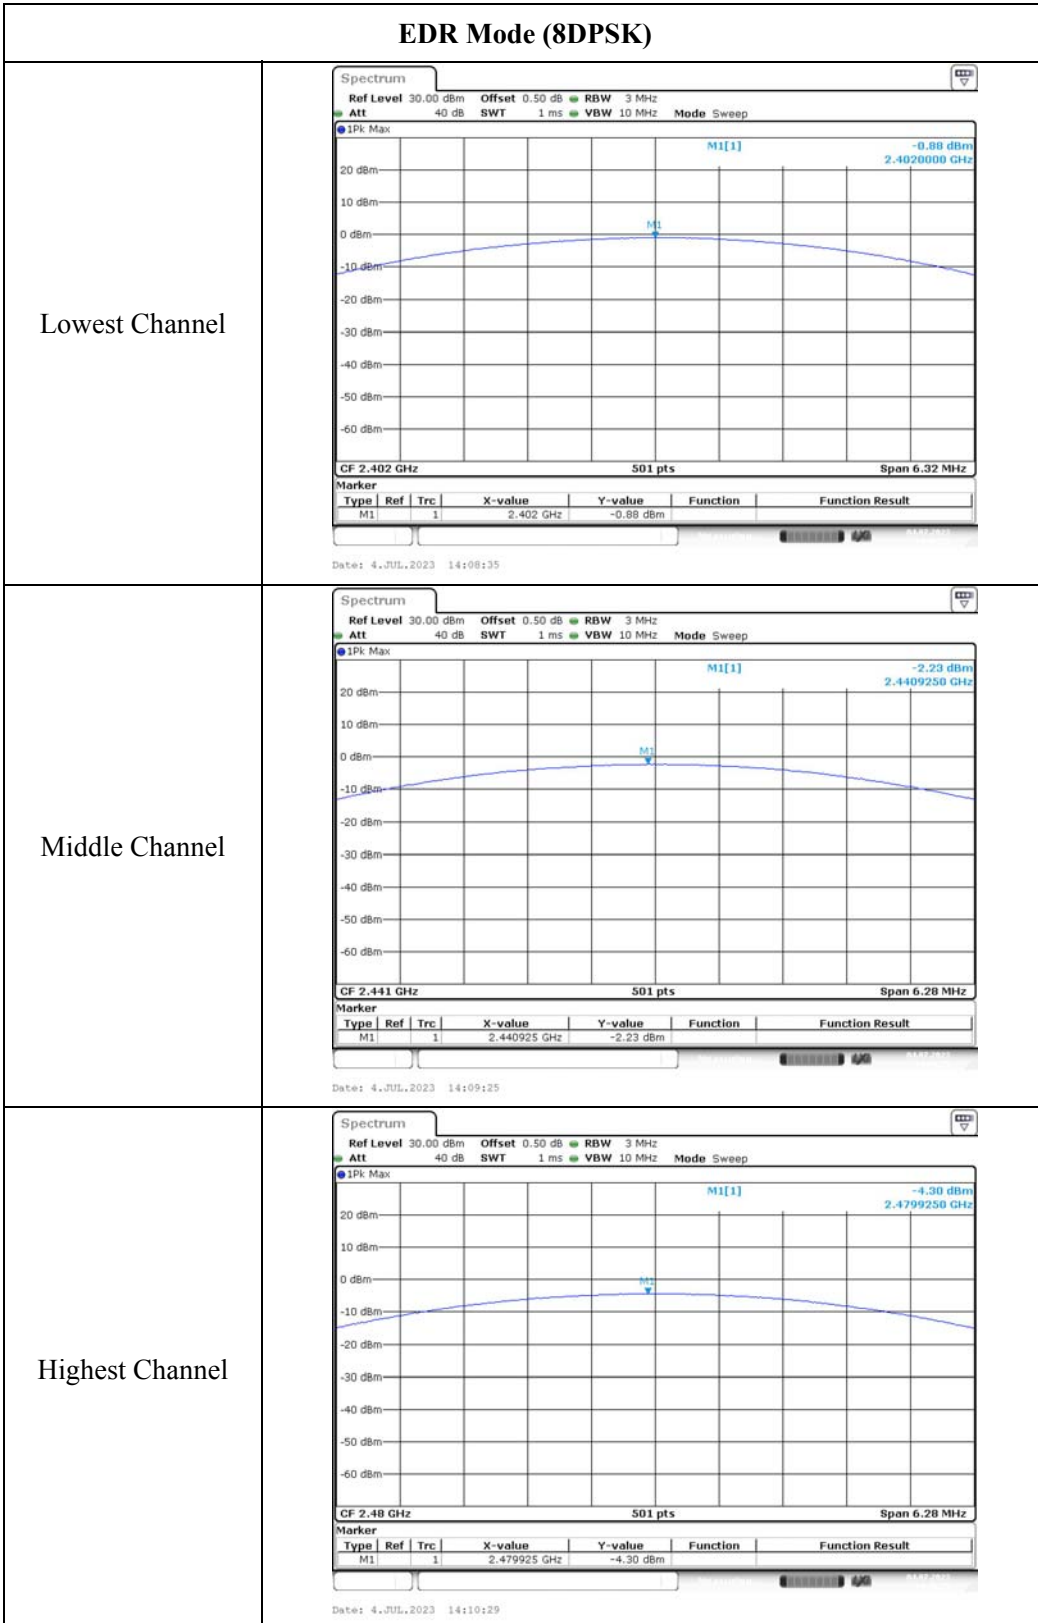 EDR Mode (8DPSK)
Lowest Channel
Spectrum
Ref Level 30.00 dBm Offset 0.50 dB RBW 3 MHz
Att 40 dB SWT 1 ms VBW 10 MHz Mode Sweep
1Pk Max
M1[1] -0.88 dBm
2.4020000 GHz
20 dBm
10 dBm
M1
0 dBm
-10 dBm
-20 dBm
-30 dBm
-40 dBm
-50 dBm
-60 dBm
CF 2.402 GHz 501 pts Span 6.32 MHz
Marker
Type Ref Trc X-value Y-value Function Function Result
M1 1 2.402 GHz -0.88 dBm
Date: 4.JUL.2023 14:08:35
Middle Channel
Spectrum
Ref Level 30.00 dBm Offset 0.50 dB RBW 3 MHz
Att 40 dB SWT 1 ms VBW 10 MHz Mode Sweep
1Pk Max
M1[1] -2.23 dBm
2.4409250 GHz
20 dBm
10 dBm
M1
0 dBm
-10 dBm
-20 dBm
-30 dBm
-40 dBm
-50 dBm
-60 dBm
CF 2.441 GHz 501 pts Span 6.28 MHz
Marker
Type Ref Trc X-value Y-value Function Function Result
M1 1 2.440925 GHz -2.23 dBm
Date: 4.JUL.2023 14:09:25
Highest Channel
Spectrum
Ref Level 30.00 dBm Offset 0.50 dB RBW 3 MHz
Att 40 dB SWT 1 ms VBW 10 MHz Mode Sweep
1Pk Max
M1[1] -4.30 dBm
2.4799250 GHz
20 dBm
10 dBm
0 dBm
M1
-10 dBm
-20 dBm
-30 dBm
-40 dBm
-50 dBm
-60 dBm
CF 2.48 GHz 501 pts Span 6.28 MHz
Marker
Type Ref Trc X-value Y-value Function Function Result
M1 1 2.479925 GHz -4.30 dBm
Date: 4.JUL.2023 14:10:29